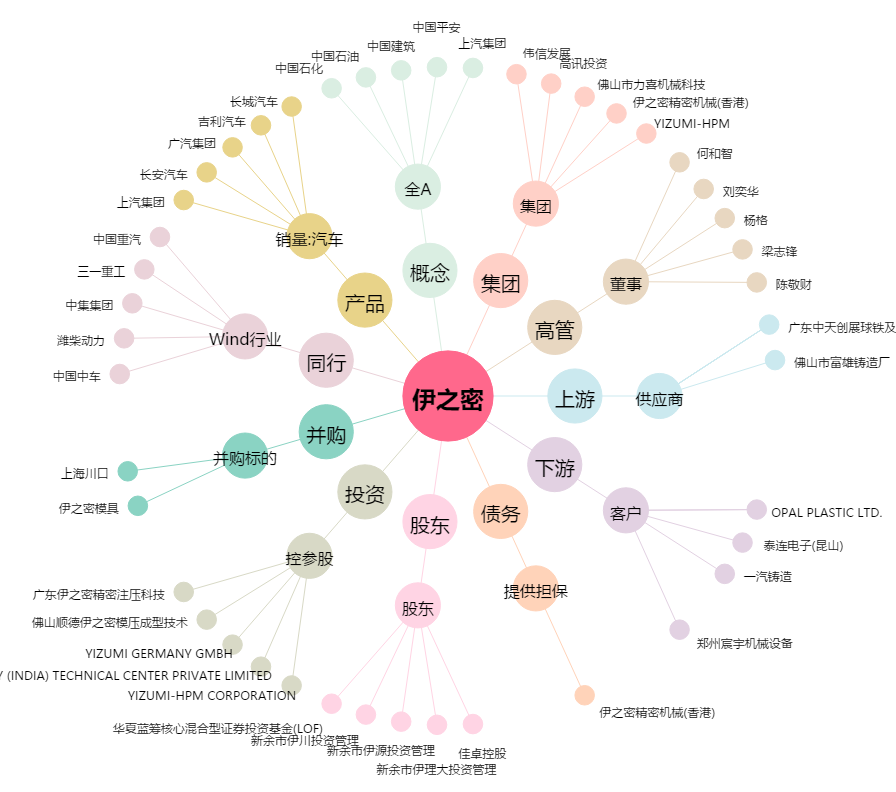 中国平安
中国建筑
上汽集团
中国石油
中国石化
伟信发展
高讯投资
佛山市力喜机械科技
伊之密精密机械(香港)
YIZUMI-HPM
长城汽车
吉利汽车
广汽集团
长安汽车
上汽集团
全A
集团
何和智
刘奕华
杨格
梁志锋
陈敬财
销量:汽车
概念
集团
董事
中国重汽
三一重工
中集集团
潍柴动力
中国中车
产品
高管
Wind行业
同行
广东中天创展球铁及
佛山市富雄铸造厂
伊之密
上游
供应商
并购
并购标的
上海川口
伊之密模具
下游
投资
债务
股东
客户
OPAL PLASTIC LTD.
泰连电子(昆山)
一汽铸造
郑州宸宇机械设备
控参股
广东伊之密精密注压科技
佛山顺德伊之密模压成型技术
YIZUMI GERMANY GMBH
Y (INDIA) TECHNICAL CENTER PRIVATE LIMITED
YIZUMI-HPM CORPORATION
提供担保
股东
伊之密精密机械(香港)
华夏蓝筹核心混合型证券投资基金(LOF)
新余市伊川投资管理
新余市伊源投资管理
新余市伊理大投资管理
佳卓控股